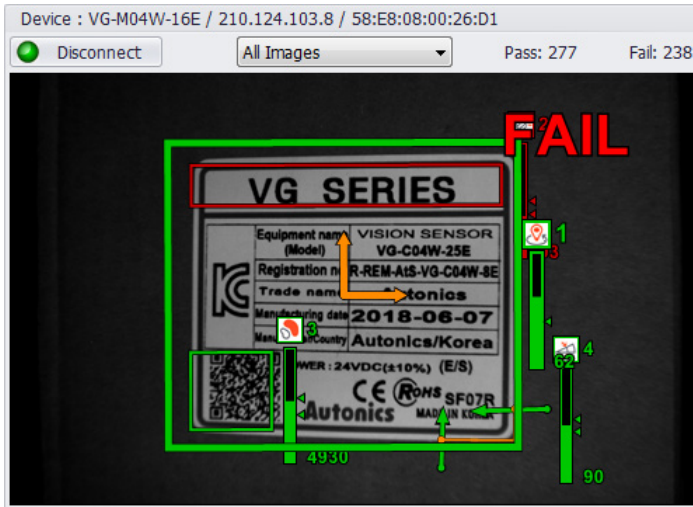 Device : VG-M04W-16E / 210.124.103.8 / 58:E8:08:00:26:D1
Disconnect
All Images
Pass: 277
Fail: 238
FAIL
2
VG SERIES
1
3
Equipment name (Model)
VISION SENSOR
VG-C04W-25E
Registration no
R-REM-AtS-VG-C04W-8E
Trade name
Autonics
Manufacturing date
2018-06-07
Autonics/Korea
3
4
62
POWER : 24VDC(±10%) (E/S)
CE RoHS SF07R
Autonics
MADE IN KOREA
4930
90